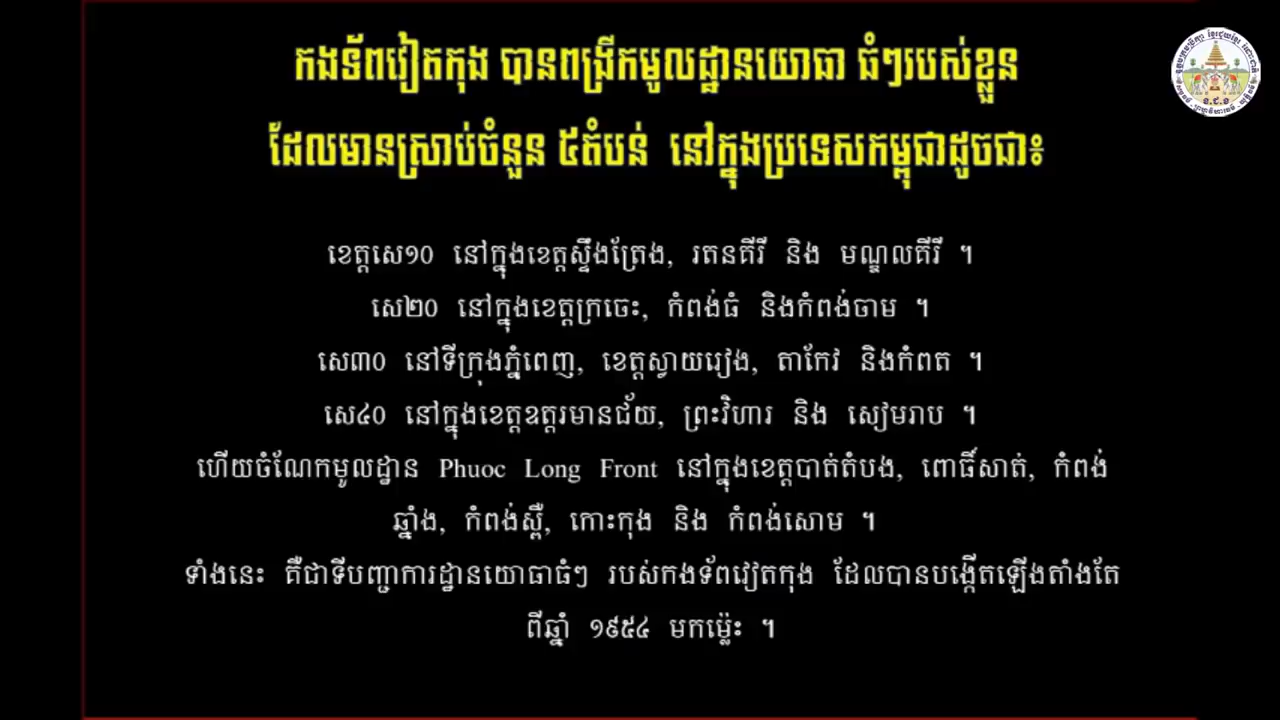 កងទ័ពវៀតកុង បានពង្រីកមូលដ្ឋានយោធា ធំៗរបស់ខ្លួន
ដែលមានស្រាប់ចំនួន ៥តំបន់ នៅក្នុងប្រទេសកម្ពុជាដូចជា៖
ខេត្តសេ១០ នៅក្នុងខេត្តស្ទឹងត្រែង, រតនគីរី និង មណ្ឌលគីរី ។
សេ២០ នៅក្នុងខេត្តក្រចេះ, កំពង់ធំ និងកំពង់ចាម ។
សេ៣០ នៅទីក្រុងភ្នំពេញ, ខេត្តស្វាយរៀង, តាកែវ និងកំពត ។
សេ៤០ នៅក្នុងខេត្តឧត្តរមានជ័យ, ព្រះវិហារ និង សៀមរាប ។
ហើយចំណែកមូលដ្ឋាន Phuoc Long Front នៅក្នុងខេត្តបាត់តំបង, ពោធិ៍សាត់, កំពង់
ឆ្នាំង, កំពង់ស្ពឺ, កោះកុង និង កំពង់សោម ។
ទាំងនេះ គឺជាទីបញ្ជាការដ្ឋានយោធាធំៗ របស់កងទ័ពវៀតកុង ដែលបានបង្កើតឡើងតាំងតែ
ពីឆ្នាំ ១៩៥៤ មកម្ល៉េះ ។